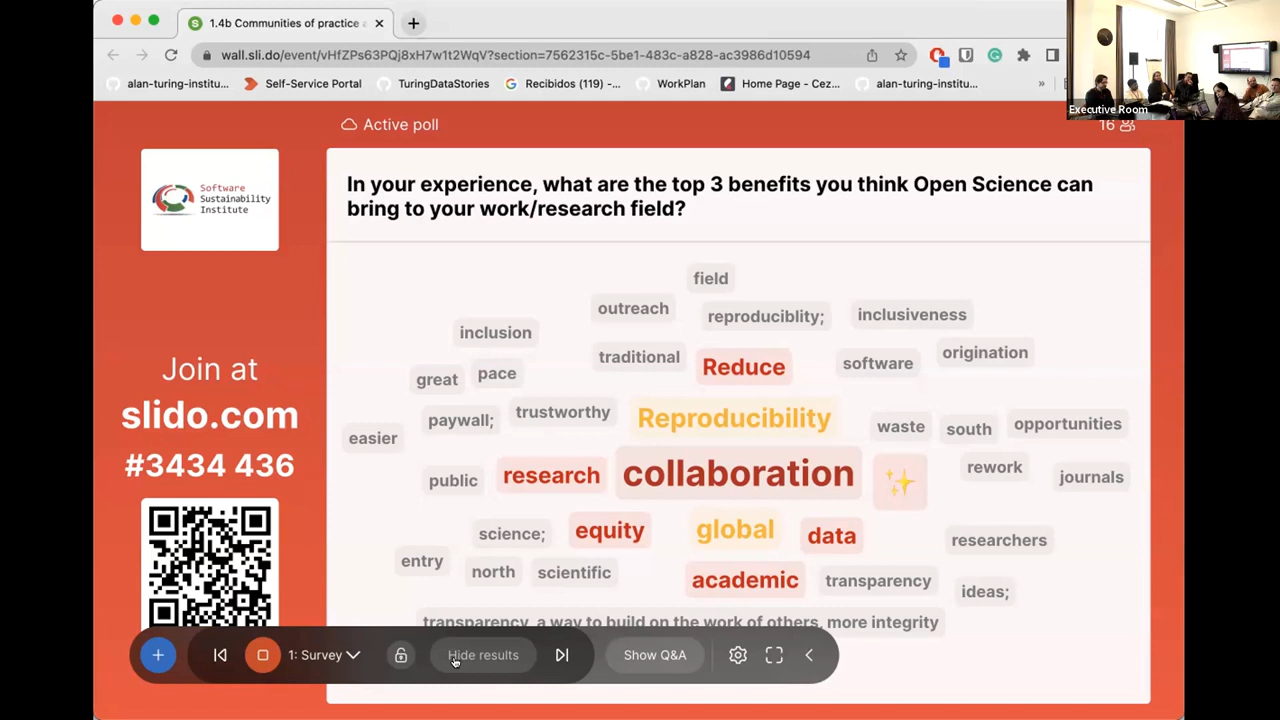 1.4b Communities of practice
wall.sli.do/event/vHfZPs63PQj8xH7w1t2WqV?section=7562315c-5be1-483c-a828-ac3986d10594
alan-turing-institu...
Self-Service Portal
TuringDataStories
Recibidos (119) -...
WorkPlan
Home Page - Cez...
alan-turing-institu...
»
Executive Room
Active poll
16
Software
Sustainability
Institute
In your experience, what are the top 3 benefits you think Open Science can
bring to your work/research field?
field
outreach
reproduciblity;
inclusiveness
inclusion
traditional
Reduce
software
origination
great
pace
paywall;
trustworthy
Reproducibility
waste
south
opportunities
easier
public
research
collaboration
✨
rework
journals
science;
equity
global
data
researchers
entry
north
scientific
academic
transparency
ideas;
transparency, a way to build on the work of others, more integrity
Join at
slido.com
#3434 436
1: Survey
Hide results
Show Q&A